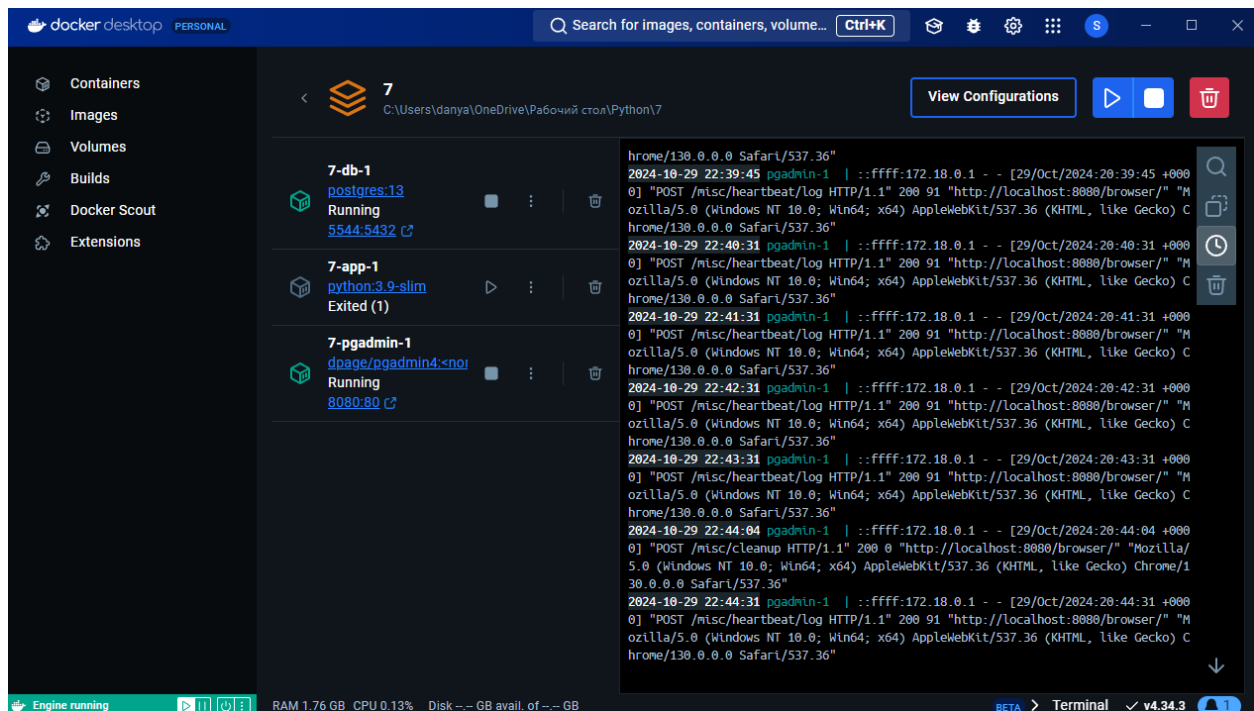 docker desktop PERSONAL
Search for images, containers, volume... Ctrl+K
S
Containers
Images
Volumes
Builds
Docker Scout
Extensions
7
C:\Users\danya\OneDrive\Рабочий стол\Python\7
View Configurations
7-db-1
postgres:13
Running
5544:5432
7-app-1
python:3.9-slim
Exited (1)
7-pgadmin-1
dpage/pgadmin4:<nor
Running
8080:80
hrome/130.0.0.0 Safari/537.36"
2024-10-29 22:39:45 pgadmin-1 | ::ffff:172.18.0.1 - - [29/Oct/2024:20:39:45 +000
0] "POST /misc/heartbeat/log HTTP/1.1" 200 91 "http://localhost:8080/browser/" "M
ozilla/5.0 (Windows NT 10.0; Win64; x64) AppleWebKit/537.36 (KHTML, like Gecko) C
hrome/130.0.0.0 Safari/537.36"
2024-10-29 22:40:31 pgadmin-1 | ::ffff:172.18.0.1 - - [29/Oct/2024:20:40:31 +000
0] "POST /misc/heartbeat/log HTTP/1.1" 200 91 "http://localhost:8080/browser/" "M
ozilla/5.0 (Windows NT 10.0; Win64; x64) AppleWebKit/537.36 (KHTML, like Gecko) C
hrome/130.0.0.0 Safari/537.36"
2024-10-29 22:41:31 pgadmin-1 | ::ffff:172.18.0.1 - - [29/Oct/2024:20:41:31 +000
0] "POST /misc/heartbeat/log HTTP/1.1" 200 91 "http://localhost:8080/browser/" "M
ozilla/5.0 (Windows NT 10.0; Win64; x64) AppleWebKit/537.36 (KHTML, like Gecko) C
hrome/130.0.0.0 Safari/537.36"
2024-10-29 22:42:31 pgadmin-1 | ::ffff:172.18.0.1 - - [29/Oct/2024:20:42:31 +000
0] "POST /misc/heartbeat/log HTTP/1.1" 200 91 "http://localhost:8080/browser/" "M
ozilla/5.0 (Windows NT 10.0; Win64; x64) AppleWebKit/537.36 (KHTML, like Gecko) C
hrome/130.0.0.0 Safari/537.36"
2024-10-29 22:43:31 pgadmin-1 | ::ffff:172.18.0.1 - - [29/Oct/2024:20:43:31 +000
0] "POST /misc/heartbeat/log HTTP/1.1" 200 91 "http://localhost:8080/browser/" "M
ozilla/5.0 (Windows NT 10.0; Win64; x64) AppleWebKit/537.36 (KHTML, like Gecko) C
hrome/130.0.0.0 Safari/537.36"
2024-10-29 22:44:04 pgadmin-1 | ::ffff:172.18.0.1 - - [29/Oct/2024:20:44:04 +000
0] "POST /misc/cleanup HTTP/1.1" 200 0 "http://localhost:8080/browser/" "Mozilla/
5.0 (Windows NT 10.0; Win64; x64) AppleWebKit/537.36 (KHTML, like Gecko) Chrome/1
30.0.0.0 Safari/537.36"
2024-10-29 22:44:31 pgadmin-1 | ::ffff:172.18.0.1 - - [29/Oct/2024:20:44:31 +000
0] "POST /misc/heartbeat/log HTTP/1.1" 200 91 "http://localhost:8080/browser/" "M
ozilla/5.0 (Windows NT 10.0; Win64; x64) AppleWebKit/537.36 (KHTML, like Gecko) C
hrome/130.0.0.0 Safari/537.36"
Engine running
RAM 1.76 GB CPU 0.13% Disk --.-- GB avail. of --.-- GB
BETA Terminal v4.34.3 1